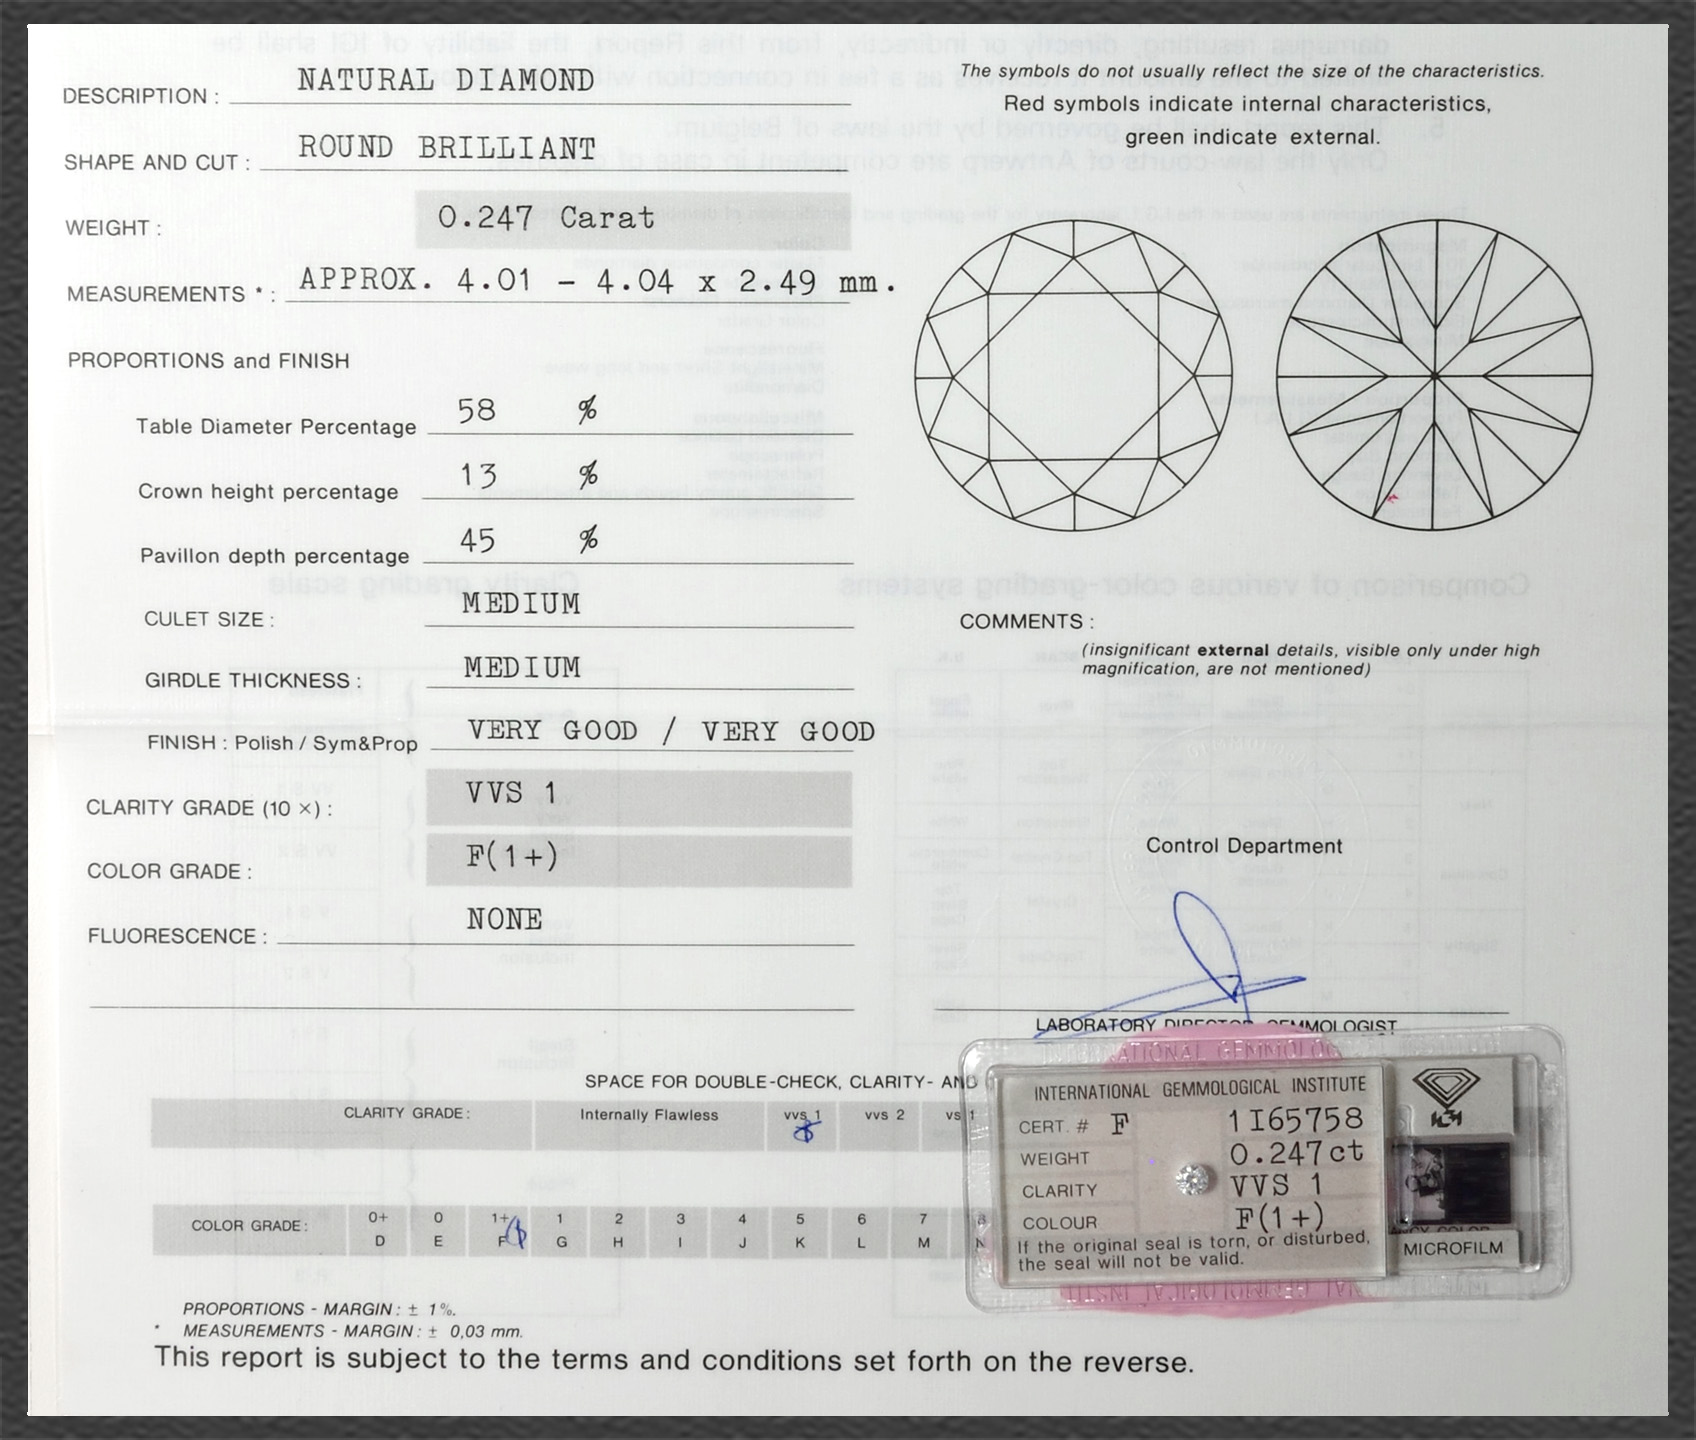 DESCRIPTION : NATURAL DIAMOND
SHAPE AND CUT : ROUND BRILLIANT
WEIGHT : 0.247 Carat
MEASUREMENTS * : APPROX. 4.01 - 4.04 x 2.49 mm.
PROPORTIONS and FINISH
Table Diameter Percentage 58 %
Crown height percentage 13 %
Pavillon depth percentage 45 %
CULET SIZE : MEDIUM
GIRDLE THICKNESS : MEDIUM
FINISH : Polish / Sym&Prop VERY GOOD / VERY GOOD
CLARITY GRADE (10 ×) : VVS 1
COLOR GRADE : F(1+)
FLUORESCENCE : NONE
The symbols do not usually reflect the size of the characteristics.
Red symbols indicate internal characteristics,
green indicate external.
COMMENTS :
(insignificant external details, visible only under high
magnification, are not mentioned)
Control Department
LABORATORY DIRECTOR GEMMOLOGIST
SPACE FOR DOUBLE-CHECK, CLARITY- AND
CLARITY GRADE : Internally Flawless vvs 1 vvs 2 vs 1
COLOR GRADE : 0+ 0 1+ 1 2 3 4 5 6 7 8
D E F G H I J K L M N
INTERNATIONAL GEMMOLOGICAL INSTITUTE
CERT. # F 1I65758
WEIGHT 0.247ct
CLARITY VVS 1
COLOUR F(1+)
If the original seal is torn, or disturbed,
the seal will not be valid.
IGI
MICROFILM
PROPORTIONS - MARGIN : ± 1%.
* MEASUREMENTS - MARGIN : ± 0,03 mm.
This report is subject to the terms and conditions set forth on the reverse.